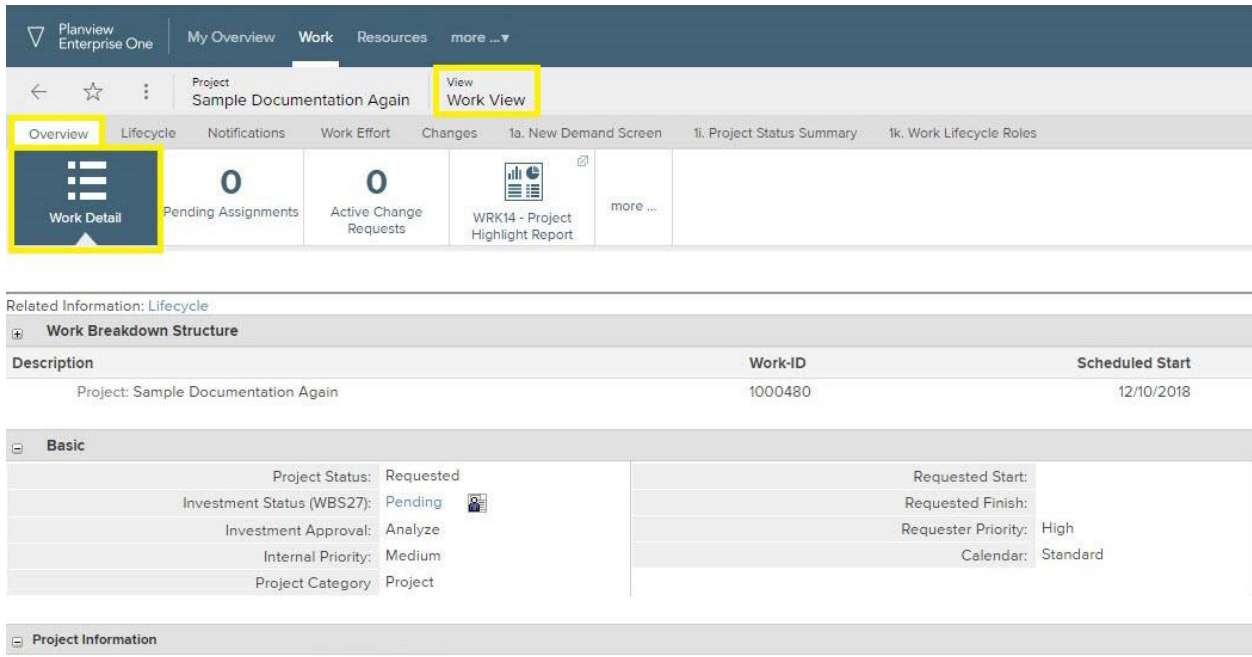 Planview
Enterprise One
My Overview Work Resources more ...▾
Project
Sample Documentation Again
View
Work View
Overview Lifecycle Notifications Work Effort Changes 1a. New Demand Screen 1i. Project Status Summary 1k. Work Lifecycle Roles
Work Detail
0
Pending Assignments
0
Active Change
Requests
WRK14 - Project
Highlight Report
more ...
Related Information: Lifecycle
Work Breakdown Structure
Description Work-ID Scheduled Start
Project: Sample Documentation Again 1000480 12/10/2018
Basic
Project Status: Requested Requested Start:
Investment Status (WBS27): Pending Requested Finish:
Investment Approval: Analyze Requester Priority: High
Internal Priority: Medium Calendar: Standard
Project Category Project
Project Information